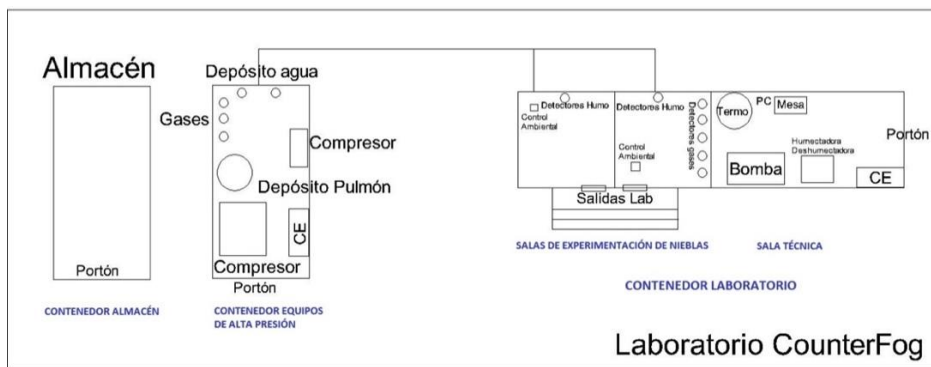 Almacén
Portón
CONTENEDOR ALMACÉN
Depósito agua
Gases
Compresor
Depósito Pulmón
CE
Compresor
Portón
CONTENEDOR EQUIPOS
DE ALTA PRESIÓN
Detectores Humo
Control
Ambiental
Detectores Humo
Control
Ambiental
Detectores gases
Salidas Lab
SALAS DE EXPERIMENTACIÓN DE NIEBLAS
Termo
PC
Mesa
Portón
Humectadora
Deshumectadora
Bomba
CE
SALA TÉCNICA
CONTENEDOR LABORATORIO
Laboratorio CounterFog